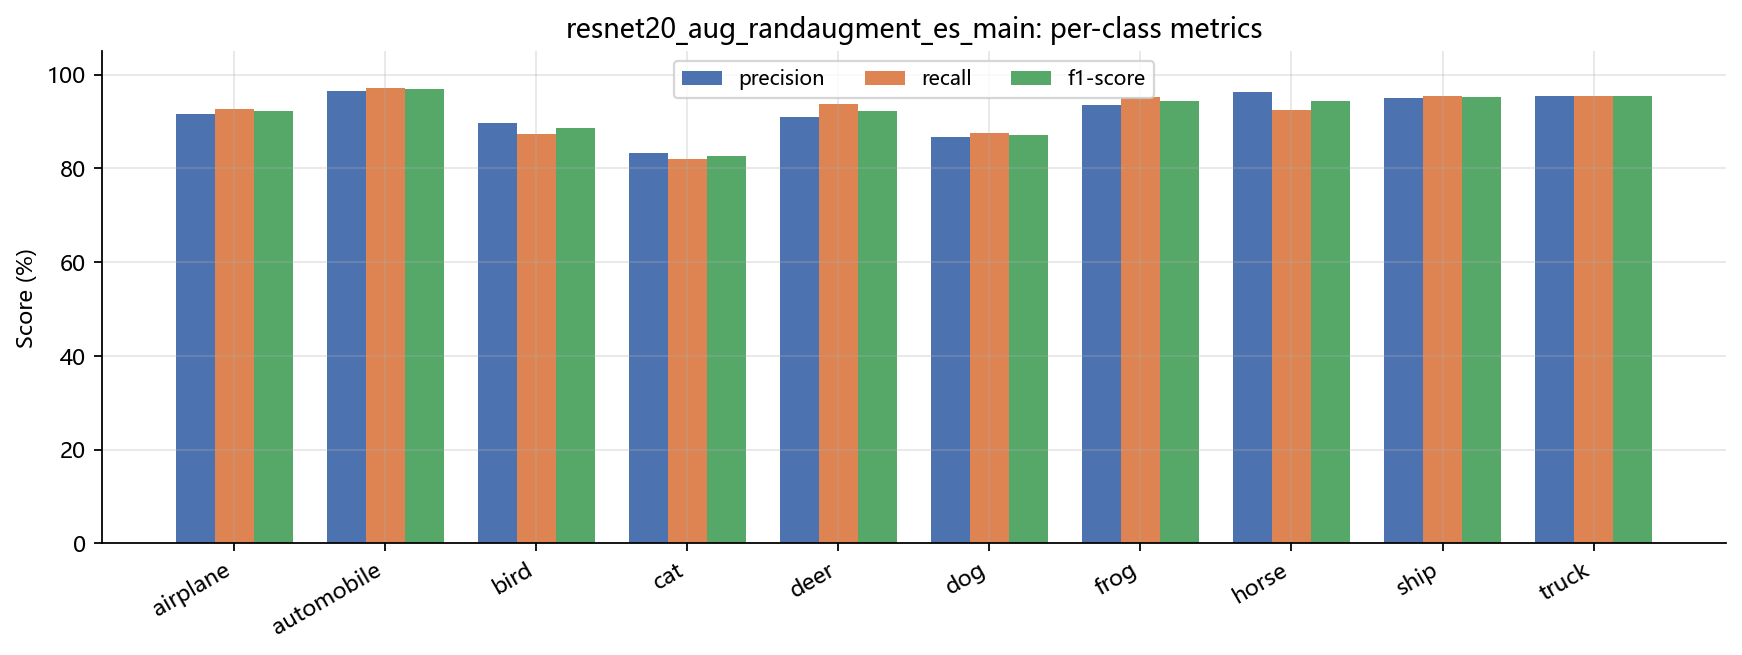 resnet20_aug_randaugment_es_main: per-class metrics
precision recall f1-score
Score (%)
100
80
60
40
20
0
airplane automobile bird cat deer dog frog horse ship truck